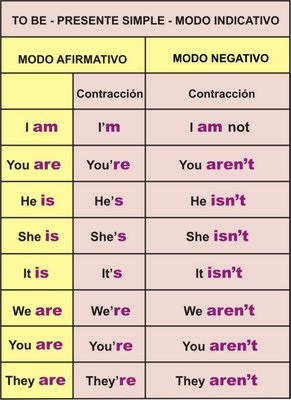 TO BE - PRESENTE SIMPLE - MODO INDICATIVO
MODO AFIRMATIVO MODO NEGATIVO
Contracción Contracción
I am I'm I am not
You are You're You aren't
He is He's He isn't
She is She's She isn't
It is It's It isn't
We are We're We aren't
You are You're You aren't
They are They're They aren't